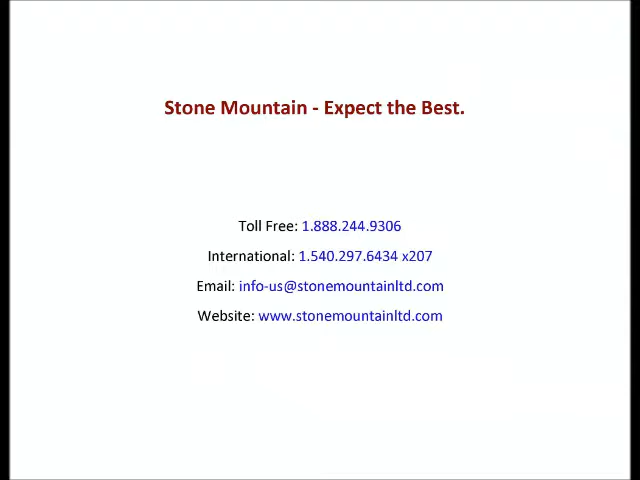 Stone Mountain - Expect the Best.
Toll Free: 1.888.244.9306
International: 1.540.297.6434 x207
Email: info-us@stonemountainltd.com
Website: www.stonemountainltd.com